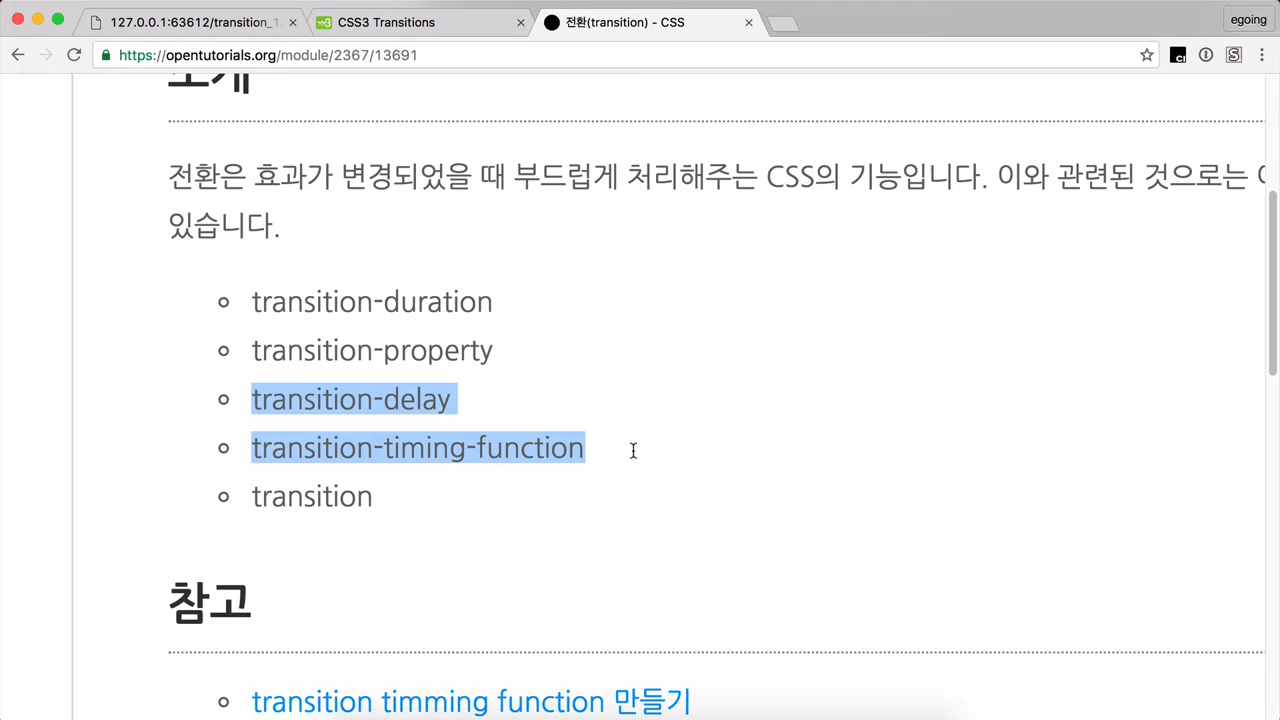 127.0.0.1:63612/transition_1
CSS3 Transitions
전환(transition) - CSS
egoing
https://opentutorials.org/module/2367/13691
소개
전환은 효과가 변경되었을 때 부드럽게 처리해주는 CSS의 기능입니다. 이와 관련된 것으로는
있습니다.
transition-duration
transition-property
transition-delay
transition-timing-function
transition
참고
transition timming function 만들기